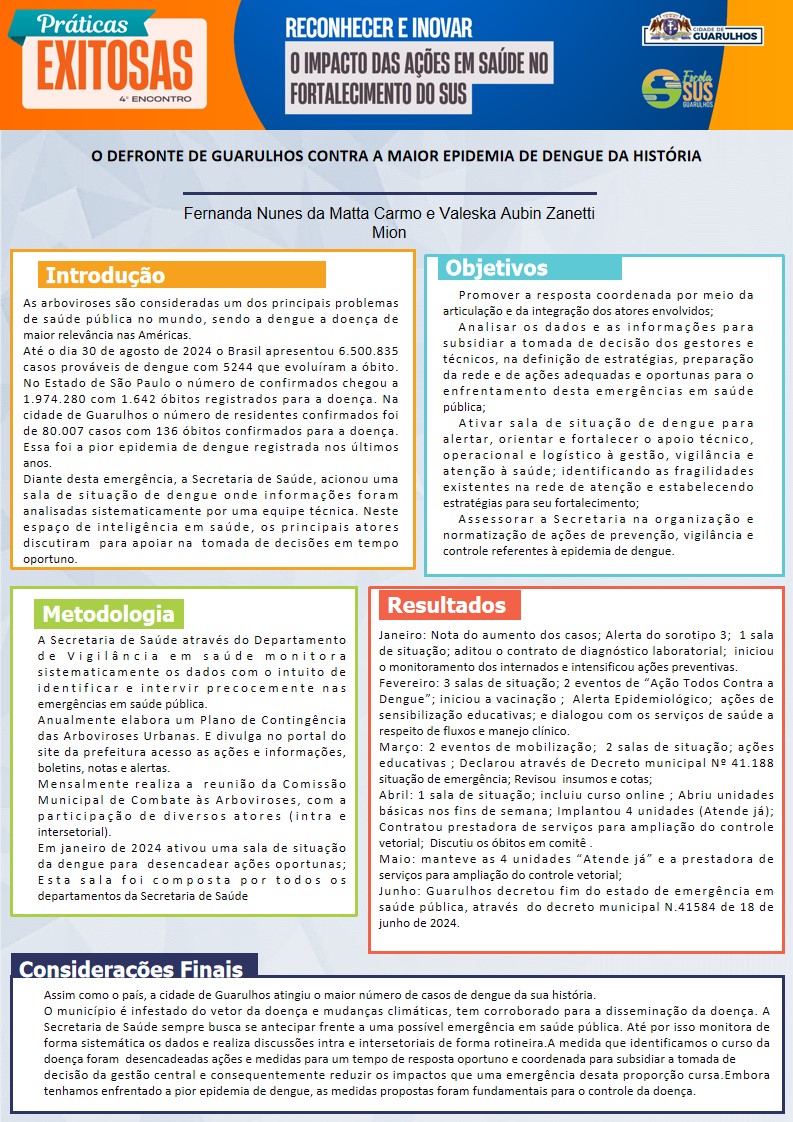 Práticas
EXITOSAS
4° ENCONTRO
RECONHECER E INOVAR
O IMPACTO DAS AÇÕES EM SAÚDE NO
FORTALECIMENTO DO SUS
CIDADE DE
GUARULHOS
Escola
SUS
GUARULHOS
O DEFRONTE DE GUARULHOS CONTRA A MAIOR EPIDEMIA DE DENGUE DA HISTÓRIA
Fernanda Nunes da Matta Carmo e Valeska Aubin Zanetti
Mion
Introdução
As arboviroses são consideradas um dos principais problemas
de saúde pública no mundo, sendo a dengue a doença de
maior relevância nas Américas.
Até o dia 30 de agosto de 2024 o Brasil apresentou 6.500.835
casos prováveis de dengue com 5244 que evoluíram a óbito.
No Estado de São Paulo o número de confirmados chegou a
1.974.280 com 1.642 óbitos registrados para a doença. Na
cidade de Guarulhos o número de residentes confirmados foi
de 80.007 casos com 136 óbitos confirmados para a doença.
Essa foi a pior epidemia de dengue registrada nos últimos
anos.
Diante desta emergência, a Secretaria de Saúde, acionou uma
sala de situação de dengue onde informações foram
analisadas sistematicamente por uma equipe técnica. Neste
espaço de inteligência em saúde, os principais atores
discutiram para apoiar na tomada de decisões em tempo
oportuno.
Objetivos
Promover a resposta coordenada por meio da
articulação e da integração dos atores envolvidos;
Analisar os dados e as informações para
subsidiar a tomada de decisão dos gestores e
técnicos, na definição de estratégias, preparação
da rede e de ações adequadas e oportunas para o
enfrentamento desta emergências em saúde
pública;
Ativar sala de situação de dengue para
alertar, orientar e fortalecer o apoio técnico,
operacional e logístico à gestão, vigilância e
atenção à saúde; identificando as fragilidades
existentes na rede de atenção e estabelecendo
estratégias para seu fortalecimento;
Assessorar a Secretaria na organização e
normatização de ações de prevenção, vigilância e
controle referentes à epidemia de dengue.
Metodologia
A Secretaria de Saúde através do Departamento
de Vigilância em saúde monitora
sistematicamente os dados com o intuito de
identificar e intervir precocemente nas
emergências em saúde pública.
Anualmente elabora um Plano de Contingência
das Arboviroses Urbanas. E divulga no portal do
site da prefeitura acesso as ações e informações,
boletins, notas e alertas.
Mensalmente realiza a reunião da Comissão
Municipal de Combate às Arboviroses, com a
participação de diversos atores (intra e
intersetorial).
Em janeiro de 2024 ativou uma sala de situação
da dengue para desencadear ações oportunas;
Esta sala foi composta por todos os
departamentos da Secretaria de Saúde
Resultados
Janeiro: Nota do aumento dos casos; Alerta do sorotipo 3; 1 sala
de situação; aditou o contrato de diagnóstico laboratorial; iniciou
o monitoramento dos internados e intensificou ações preventivas.
Fevereiro: 3 salas de situação; 2 eventos de “Ação Todos Contra a
Dengue”; iniciou a vacinação ; Alerta Epidemiológico; ações de
sensibilização educativas; e dialogou com os serviços de saúde a
respeito de fluxos e manejo clínico.
Março: 2 eventos de mobilização; 2 salas de situação; ações
educativas ; Declarou através de Decreto municipal Nº 41.188
situação de emergência; Revisou insumos e cotas;
Abril: 1 sala de situação; incluiu curso online ; Abriu unidades
básicas nos fins de semana; Implantou 4 unidades (Atende já);
Contratou prestadora de serviços para ampliação do controle
vetorial; Discutiu os óbitos em comitê .
Maio: manteve as 4 unidades “Atende já” e a prestadora de
serviços para ampliação do controle vetorial;
Junho: Guarulhos decretou fim do estado de emergência em
saúde pública, através do decreto municipal N.41584 de 18 de
junho de 2024.
Considerações Finais
Assim como o país, a cidade de Guarulhos atingiu o maior número de casos de dengue da sua história.
O município é infestado do vetor da doença e mudanças climáticas, tem corroborado para a disseminação da doença. A
Secretaria de Saúde sempre busca se antecipar frente a uma possível emergência em saúde pública. Até por isso monitora de
forma sistemática os dados e realiza discussões intra e intersetoriais de forma rotineira.A medida que identificamos o curso da
doença foram desencadeadas ações e medidas para um tempo de resposta oportuno e coordenada para subsidiar a tomada de
decisão da gestão central e consequentemente reduzir os impactos que uma emergência desata proporção cursa.Embora
tenhamos enfrentado a pior epidemia de dengue, as medidas propostas foram fundamentais para o controle da doença.